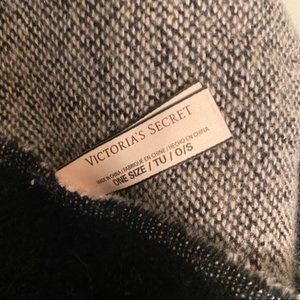 VICTORIA'S SECRET
MADE IN CHINA / FABRIQUÉ EN CHINE / HECHO EN CHINA
ONE SIZE / TU / O/S